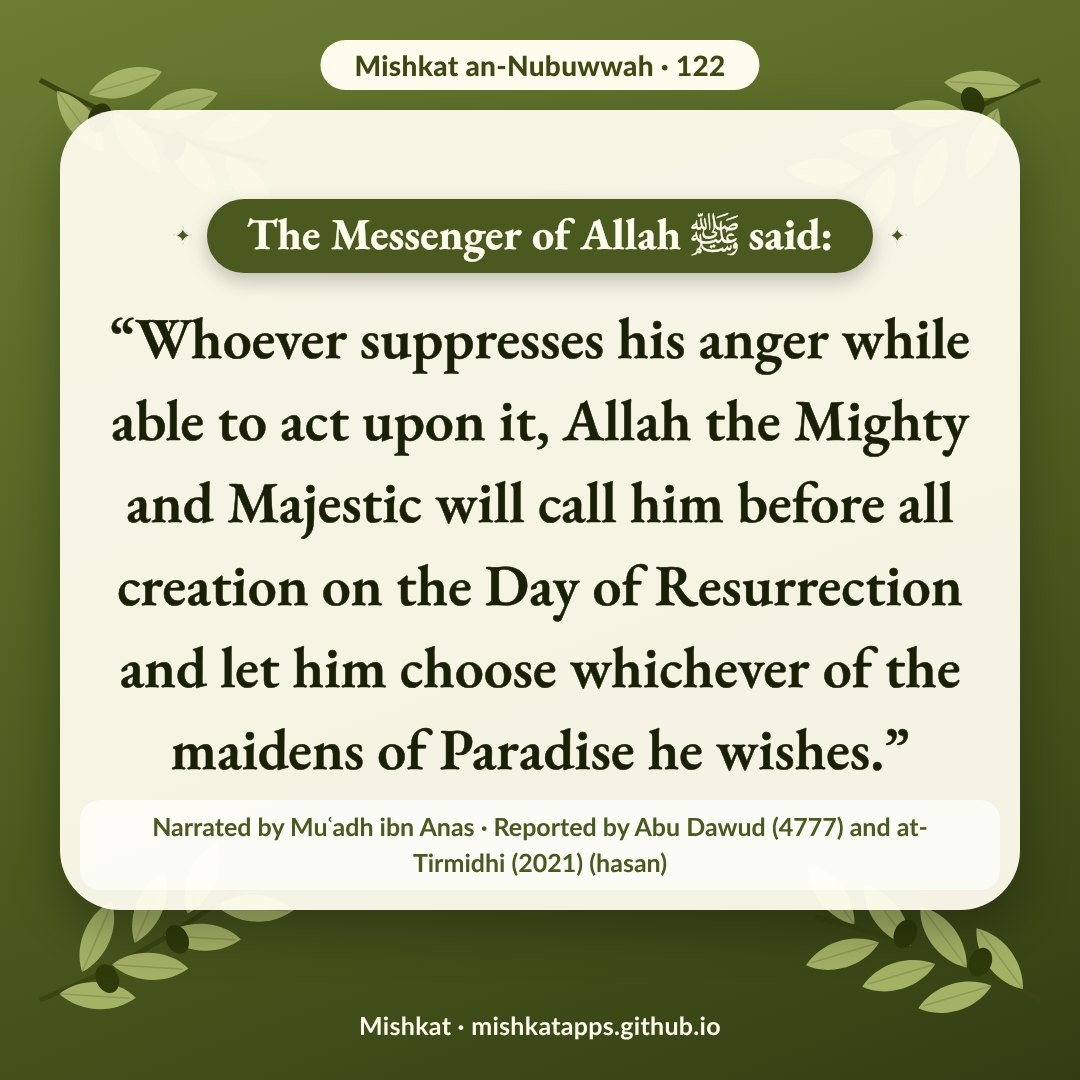 Mishkat an-Nubuwwah · 122
The Messenger of Allah ﷺ said:
“Whoever suppresses his anger while
able to act upon it, Allah the Mighty
and Majestic will call him before all
creation on the Day of Resurrection
and let him choose whichever of the
maidens of Paradise he wishes.”
Narrated by Muʿadh ibn Anas · Reported by Abu Dawud (4777) and at-
Tirmidhi (2021) (hasan)
Mishkat · mishkatapps.github.io